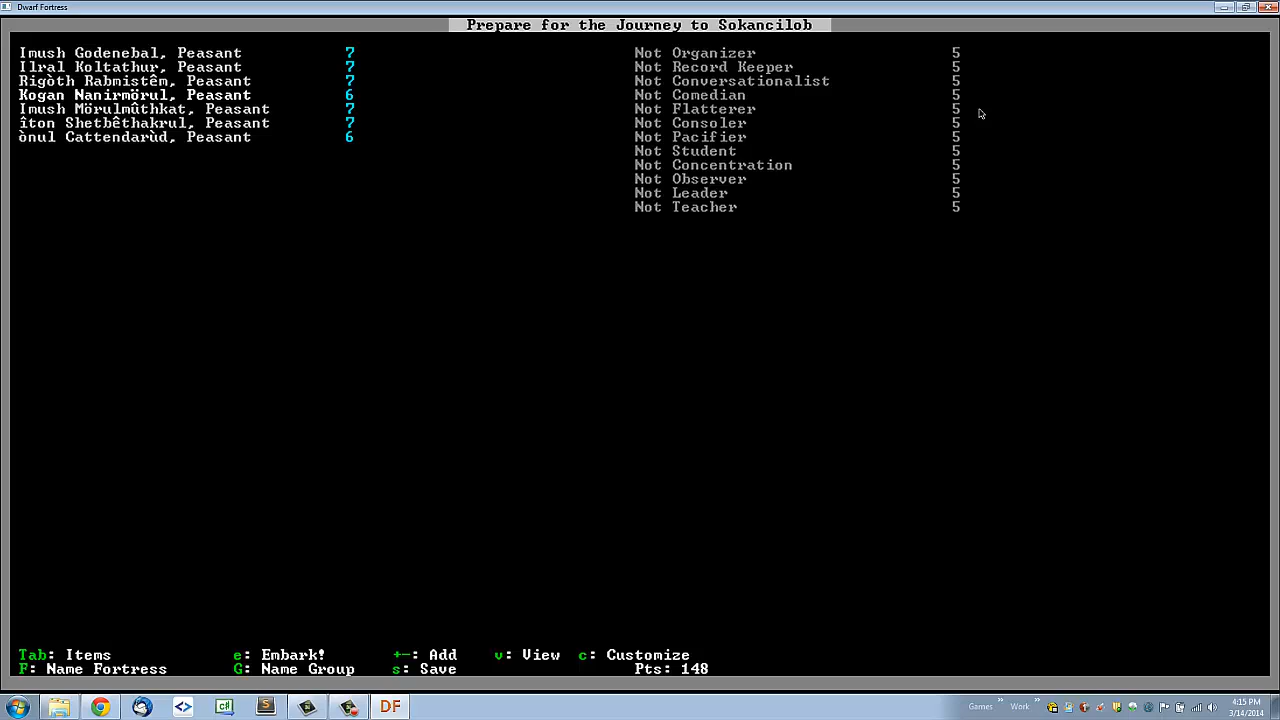 Dwarf Fortress
Prepare for the Journey to Sokancilob
Imush Godenebal, Peasant 7 Not Organizer 5
Ilral Koltathur, Peasant 7 Not Record Keeper 5
Rigòth Rabmistêm, Peasant 7 Not Conversationalist 5
Kogan Nanirmörul, Peasant 6 Not Comedian 5
Imush Mörulmûthkat, Peasant 7 Not Flatterer 5
îton Shetbêthakrul, Peasant 7 Not Consoler 5
ònul Cattendarùd, Peasant 6 Not Pacifier 5
Not Student 5
Not Concentration 5
Not Observer 5
Not Leader 5
Not Teacher 5
Tab: Items e: Embark! +-: Add v: View c: Customize
F: Name Fortress G: Name Group s: Save Pts: 148
C# S DF Games » Work » 4:15 PM
3/14/2014